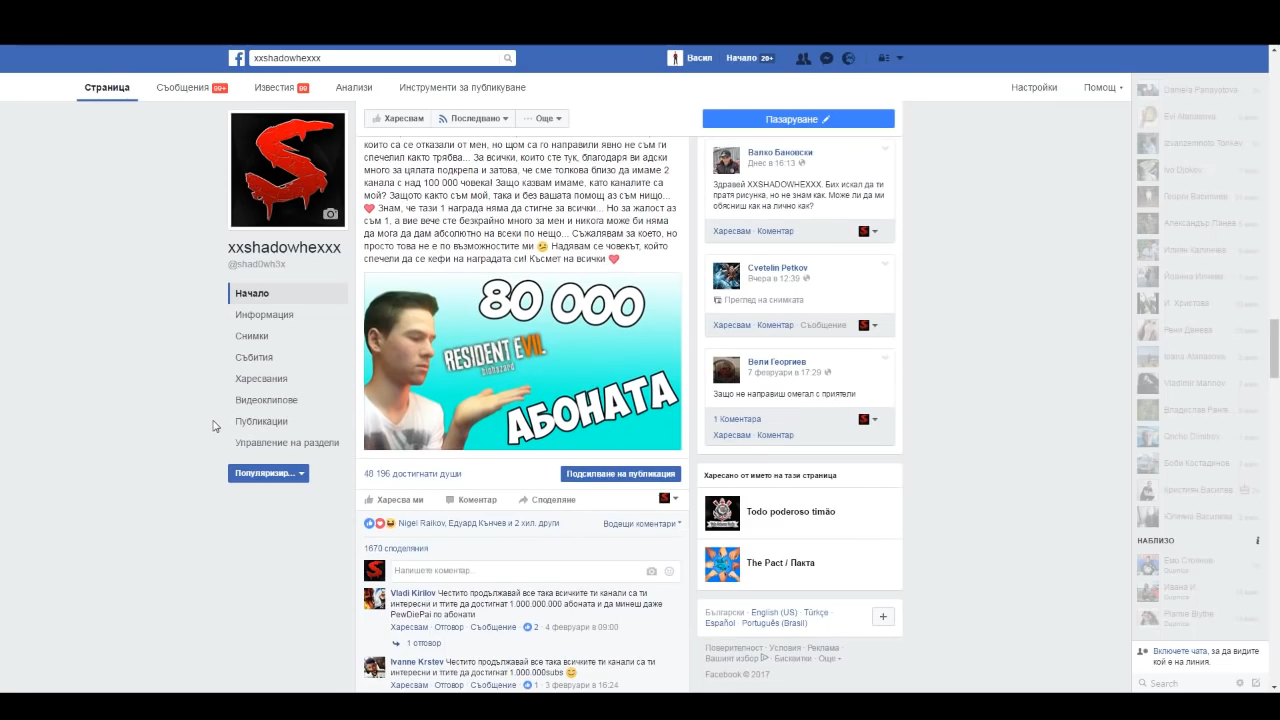 xxshadowhexxx
Васил
Начало 20+
Страница
Съобщения 99+
Известия 99
Анализи
Инструменти за публикуване
Настройки
Помощ
xxshadowhexxx
@shad0wh3x
Начало
Информация
Снимки
Събития
Харесвания
Видеоклипове
Публикации
Управление на раздели
Популяризир...
Харесвам
Последвано
Още
които са се отказали от мен, но щом са го направили явно не съм ги
спечелил както трябва... За всички, които сте тук, благодаря ви адски
много за цялата подкрепа и затова, че сме толкова близо да имаме 2
канала с над 100 000 човека! Защо казвам имаме, като каналите са
мой? Защото както съм мой, така и без вашата помощ аз съм нищо...
❤ Знам, че тази 1 награда няма да стигне за всички... Но за жалост аз
съм 1, а вие вече сте безкрайно много за мен и никога може би няма
да мога да дам абсолютно на всеки по нещо... Съжалявам за което, но
просто това не е по възможностите ми 😢 Надявам се човекът, който
спечели да се кефи на наградата си! Късмет на всички ❤
80 000
RESIDENT EVIL
biohazard
АБОНАТА
48 196 достигнати души
Подсилване на публикация
Харесва ми
Коментар
Споделяне
Nigel Raikov, Едуард Кънчев и 2 хил. други
Водещи коментари
1670 споделяния
Напишете коментар...
Vladi Kirilov Честито продължавай все така всичките ти канали са ти
интересни и ттите да достигнат 1.000.000.000 абоната и да минеш даже
PewDiePai по абонати
Харесвам · Отговор · Съобщение · 2 · 4 февруари в 09:00
1 отговор
Ivanne Krstev Честито продължавай все така всичките ти канали са ти
интересни и ттите да достигнат 1.000.000subs 😊
Харесвам · Отговор · Съобщение · 1 · 3 февруари в 16:24
Пазаруване
Валко Бановски
Днес в 16:13
Здравей XXSHADOWHEXXX. Бих искал да ти
пратя рисунка, но не знам как. Може ли да ми
обясниш как на лично как?
Харесвам · Коментар
Cvetelin Petkov
Вчера в 12:39
Преглед на снимката
Харесвам · Коментар · Съобщение
Вели Георгиев
7 февруари в 17:29
Защо не направиш омегал с приятели
1 Коментара
Харесвам · Коментар
Харесано от името на тази страница
Todo poderoso timão
The Pact / Пакта
Български · English (US) · Türkçe ·
Español · Português (Brasil)
Поверителност · Условия · Реклама ·
Вашият избор · Бисквитки · Още
Facebook © 2017
НАБЛИЗО
Включете чата, за да видите
кой е на линия.
Search